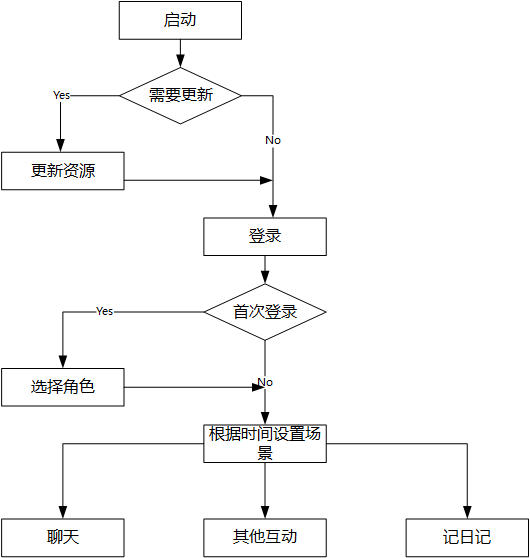 启动
需要更新
Yes
No
更新资源
登录
首次登录
Yes
No
选择角色
根据时间设置场
景
聊天
其他互动
记日记